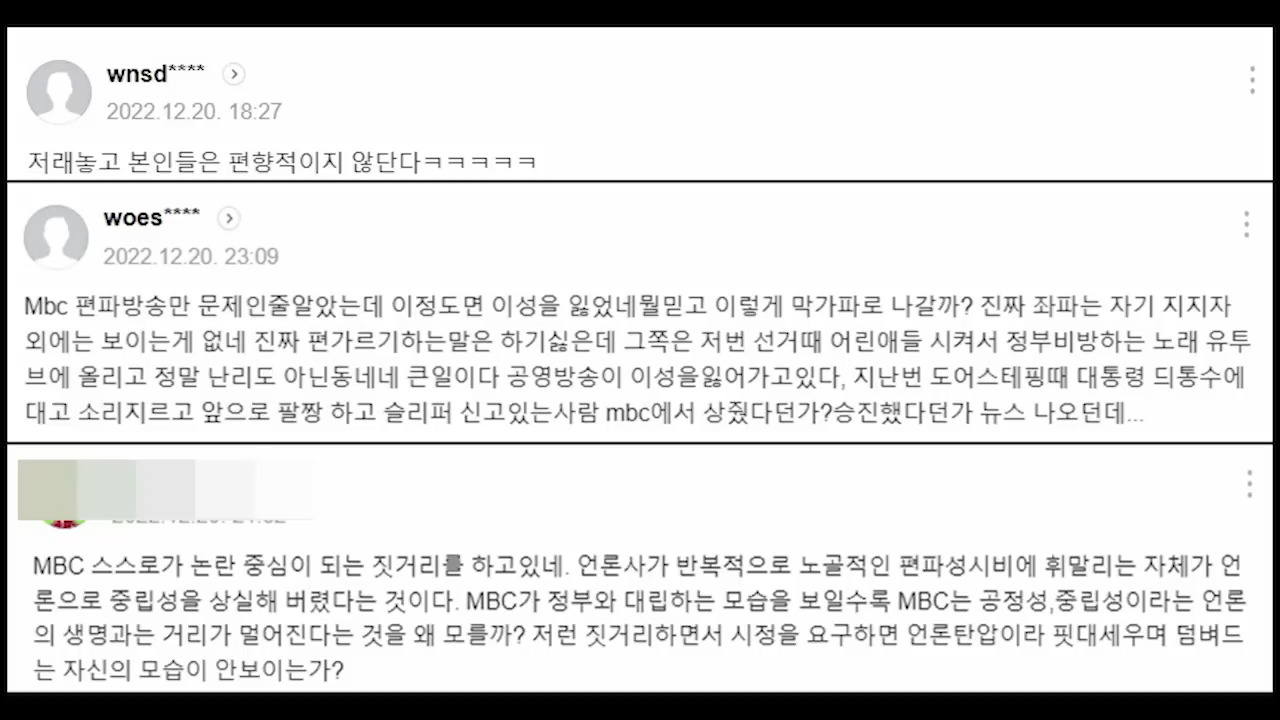 wnsd****
2022.12.20. 18:27
저래놓고 본인들은 편향적이지 않단다ㅋㅋㅋㅋㅋ
woes****
2022.12.20. 23:09
Mbc 편파방송만 문제인줄알았는데 이정도면 이성을 잃었네뭘믿고 이렇게 막가파로 나갈까? 진짜 좌파는 자기 지지자
외에는 보이는게 없네 진짜 편가르기하는말은 하기싫은데 그쪽은 저번 선거때 어린애들 시켜서 정부비방하는 노래 유투
브에 올리고 정말 난리도 아닌동네네 큰일이다 공영방송이 이성을잃어가고있다, 지난번 도어스테핑때 대통령 듸통수에
대고 소리지르고 앞으로 팔짱 하고 슬리퍼 신고있는사람 mbc에서 상줬다던가?승진했다던가 뉴스 나오던데...
MBC 스스로가 논란 중심이 되는 짓거리를 하고있네. 언론사가 반복적으로 노골적인 편파성시비에 휘말리는 자체가 언
론으로 중립성을 상실해 버렸다는 것이다. MBC가 정부와 대립하는 모습을 보일수록 MBC는 공정성,중립성이라는 언론
의 생명과는 거리가 멀어진다는 것을 왜 모를까? 저런 짓거리하면서 시정을 요구하면 언론탄압이라 핏대세우며 덤벼드
는 자신의 모습이 안보이는가?